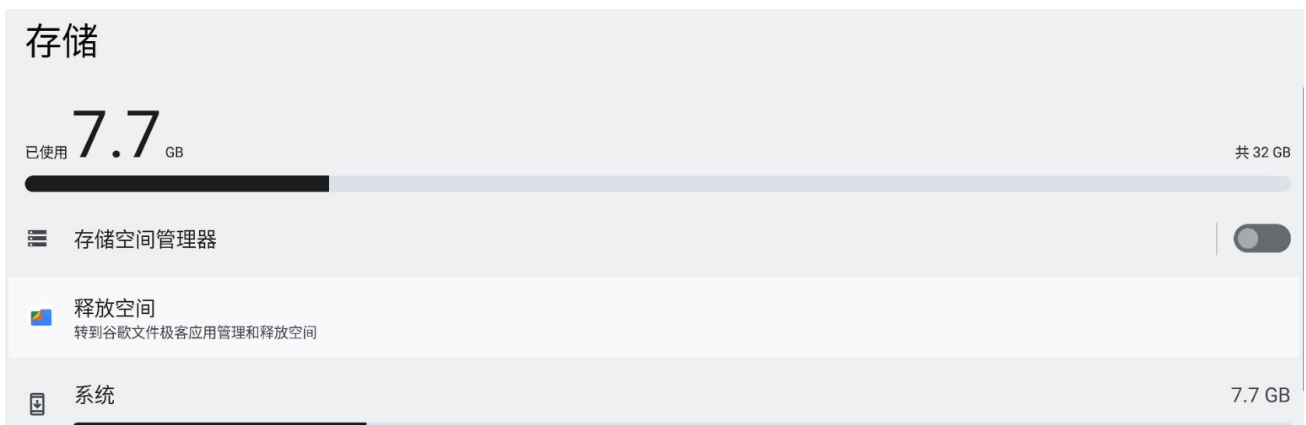 存储
已使用 7.7 GB
共 32 GB
存储空间管理器
释放空间
转到谷歌文件极客应用管理和释放空间
系统
7.7 GB